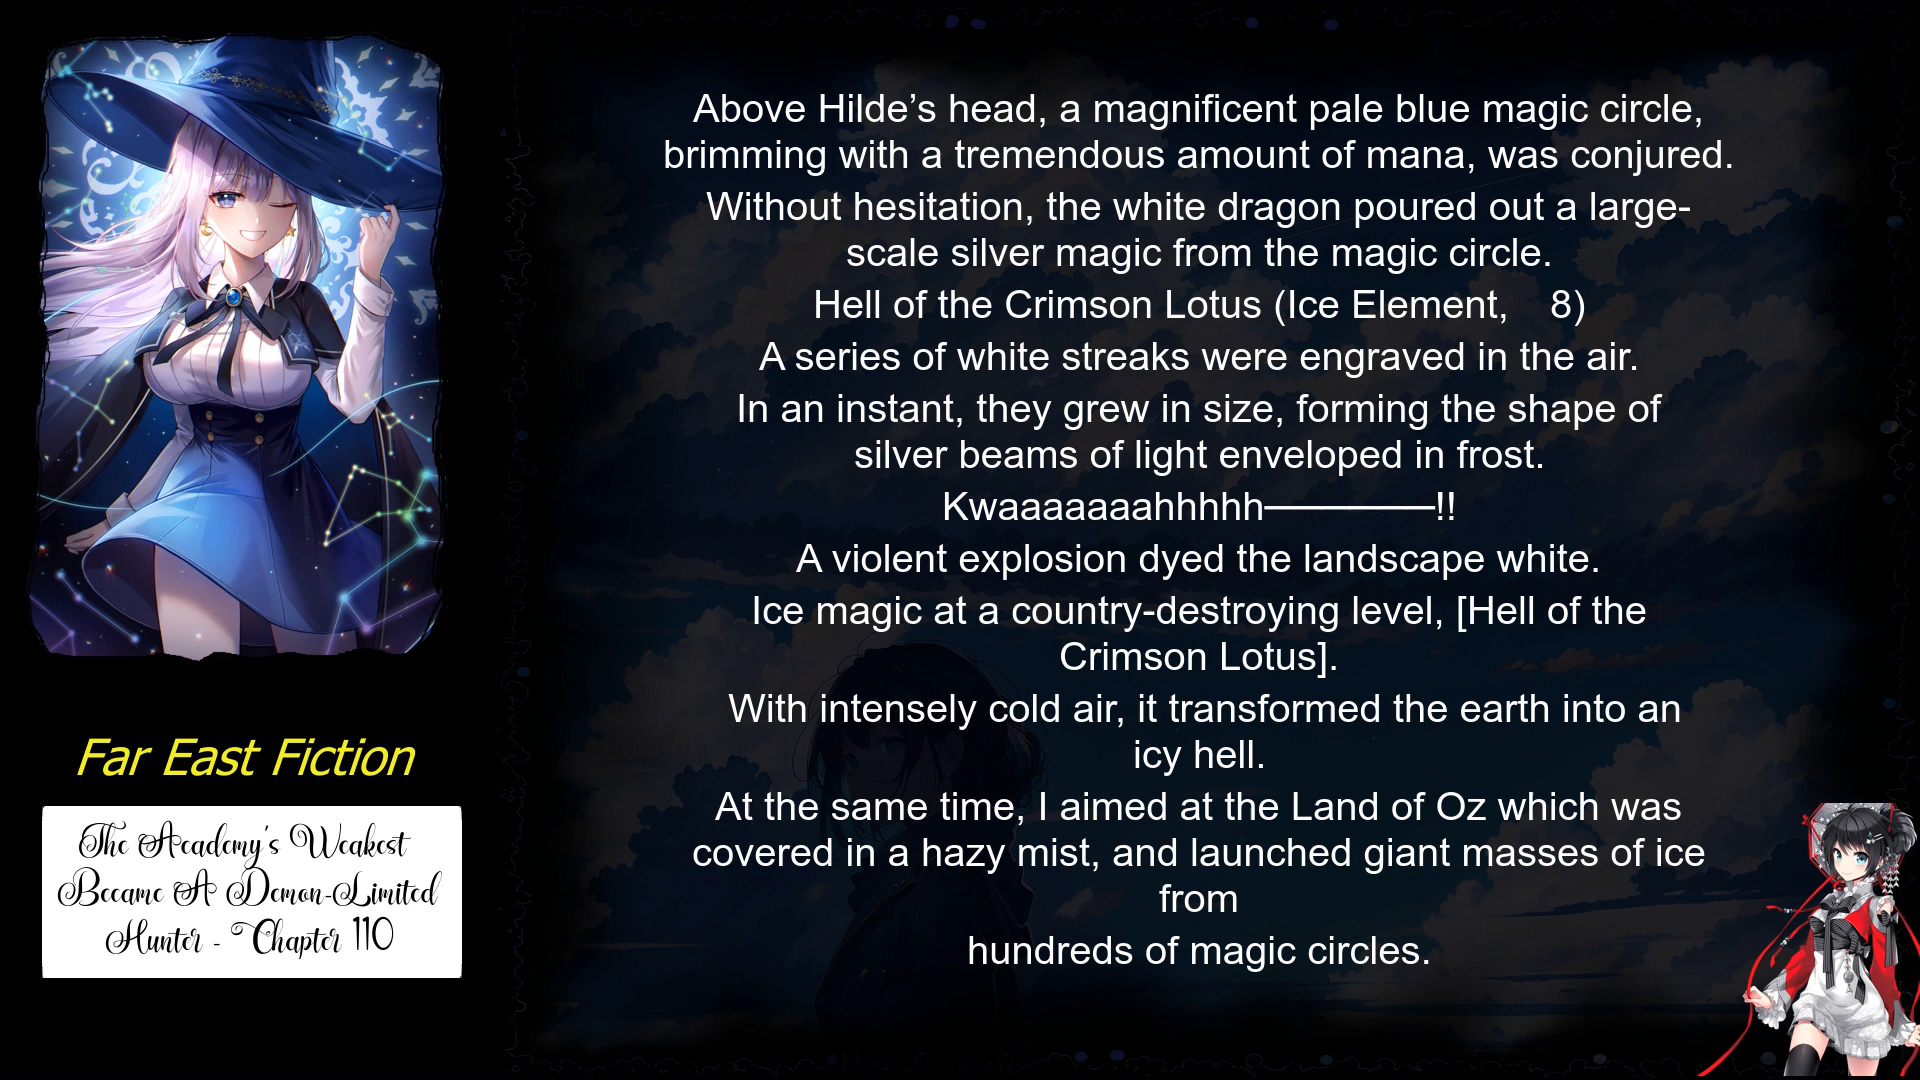 Above Hilde’s head, a magnificent pale blue magic circle,
brimming with a tremendous amount of mana, was conjured.
Without hesitation, the white dragon poured out a large-
scale silver magic from the magic circle.
Hell of the Crimson Lotus (Ice Element, 8)
A series of white streaks were engraved in the air.
In an instant, they grew in size, forming the shape of
silver beams of light enveloped in frost.
Kwaaaaaaahhhhh————!!
A violent explosion dyed the landscape white.
Ice magic at a country-destroying level, [Hell of the
Crimson Lotus].
With intensely cold air, it transformed the earth into an
icy hell.
At the same time, I aimed at the Land of Oz which was
covered in a hazy mist, and launched giant masses of ice
from
hundreds of magic circles.
Far East Fiction
The Academy's Weakest
Became A Demon-Limited
Hunter - Chapter 110